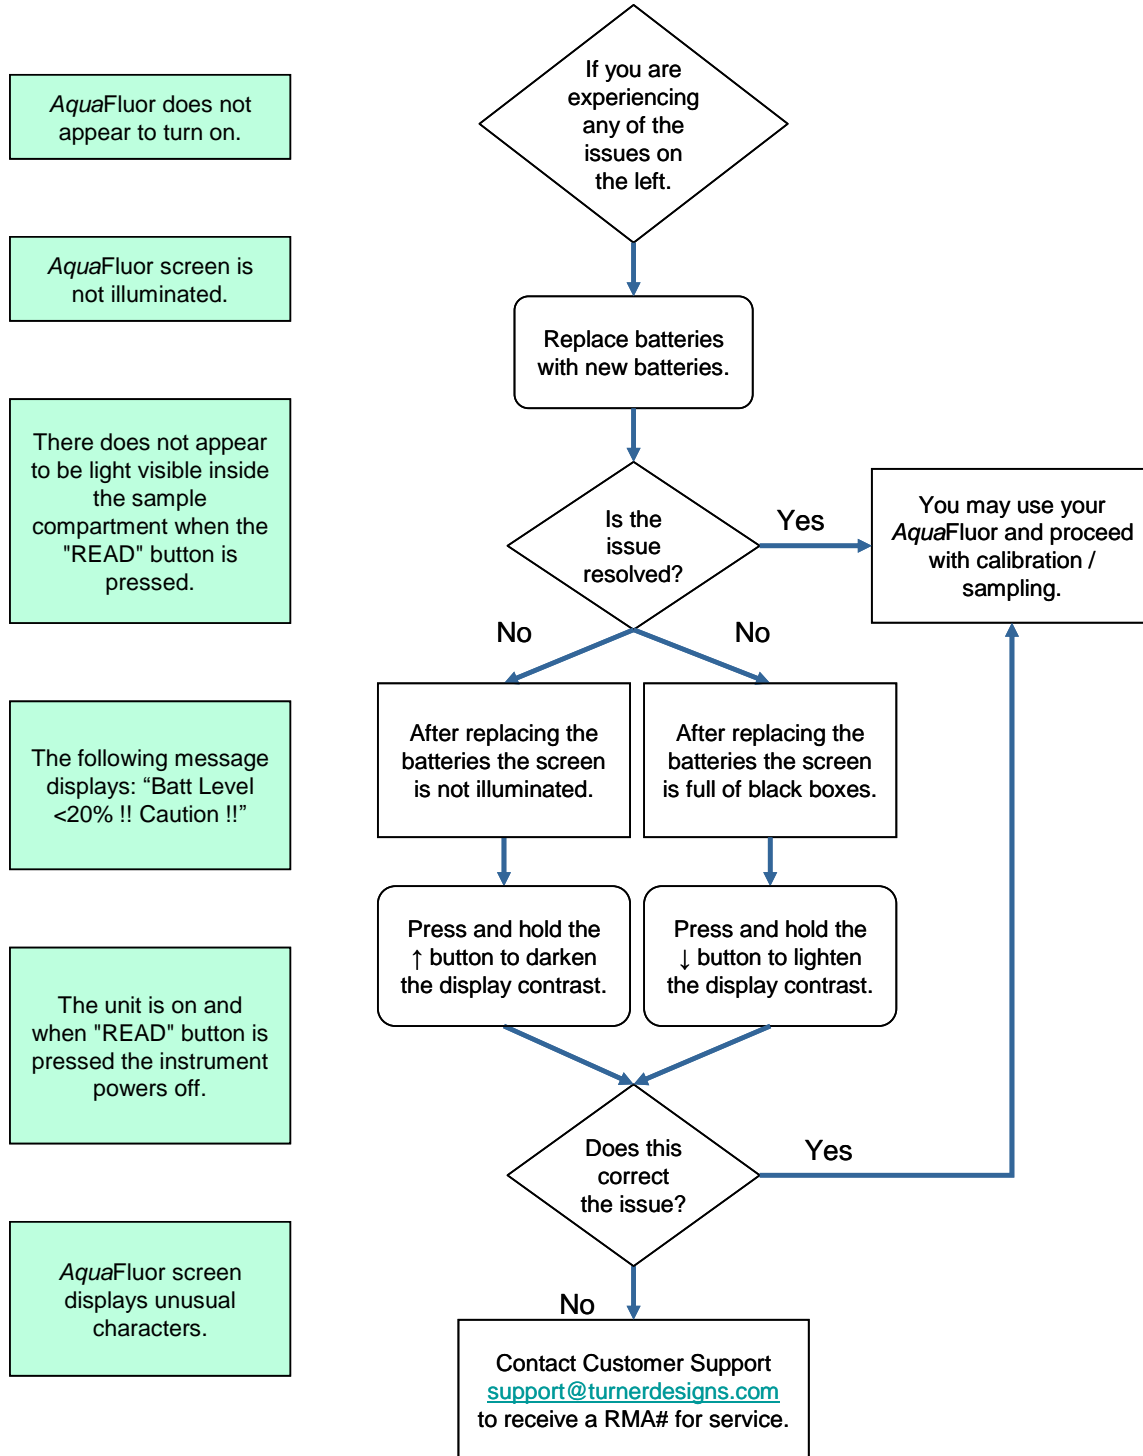 AquaFluor does not
appear to turn on.
AquaFluor screen is
not illuminated.
There does not appear
to be light visible inside
the sample
compartment when the
"READ" button is
pressed.
The following message
displays: “Batt Level
<20% !! Caution !!”
The unit is on and
when "READ" button is
pressed the instrument
powers off.
AquaFluor screen
displays unusual
characters.
If you are
experiencing
any of the
issues on
the left.
Replace batteries
with new batteries.
Is the
issue
resolved?
Yes
You may use your
AquaFluor and proceed
with calibration /
sampling.
No
No
After replacing the
batteries the screen
is not illuminated.
After replacing the
batteries the screen
is full of black boxes.
Press and hold the
↑ button to darken
the display contrast.
Press and hold the
↓ button to lighten
the display contrast.
Does this
correct
the issue?
Yes
No
Contact Customer Support
support@turnerdesigns.com
to receive a RMA# for service.